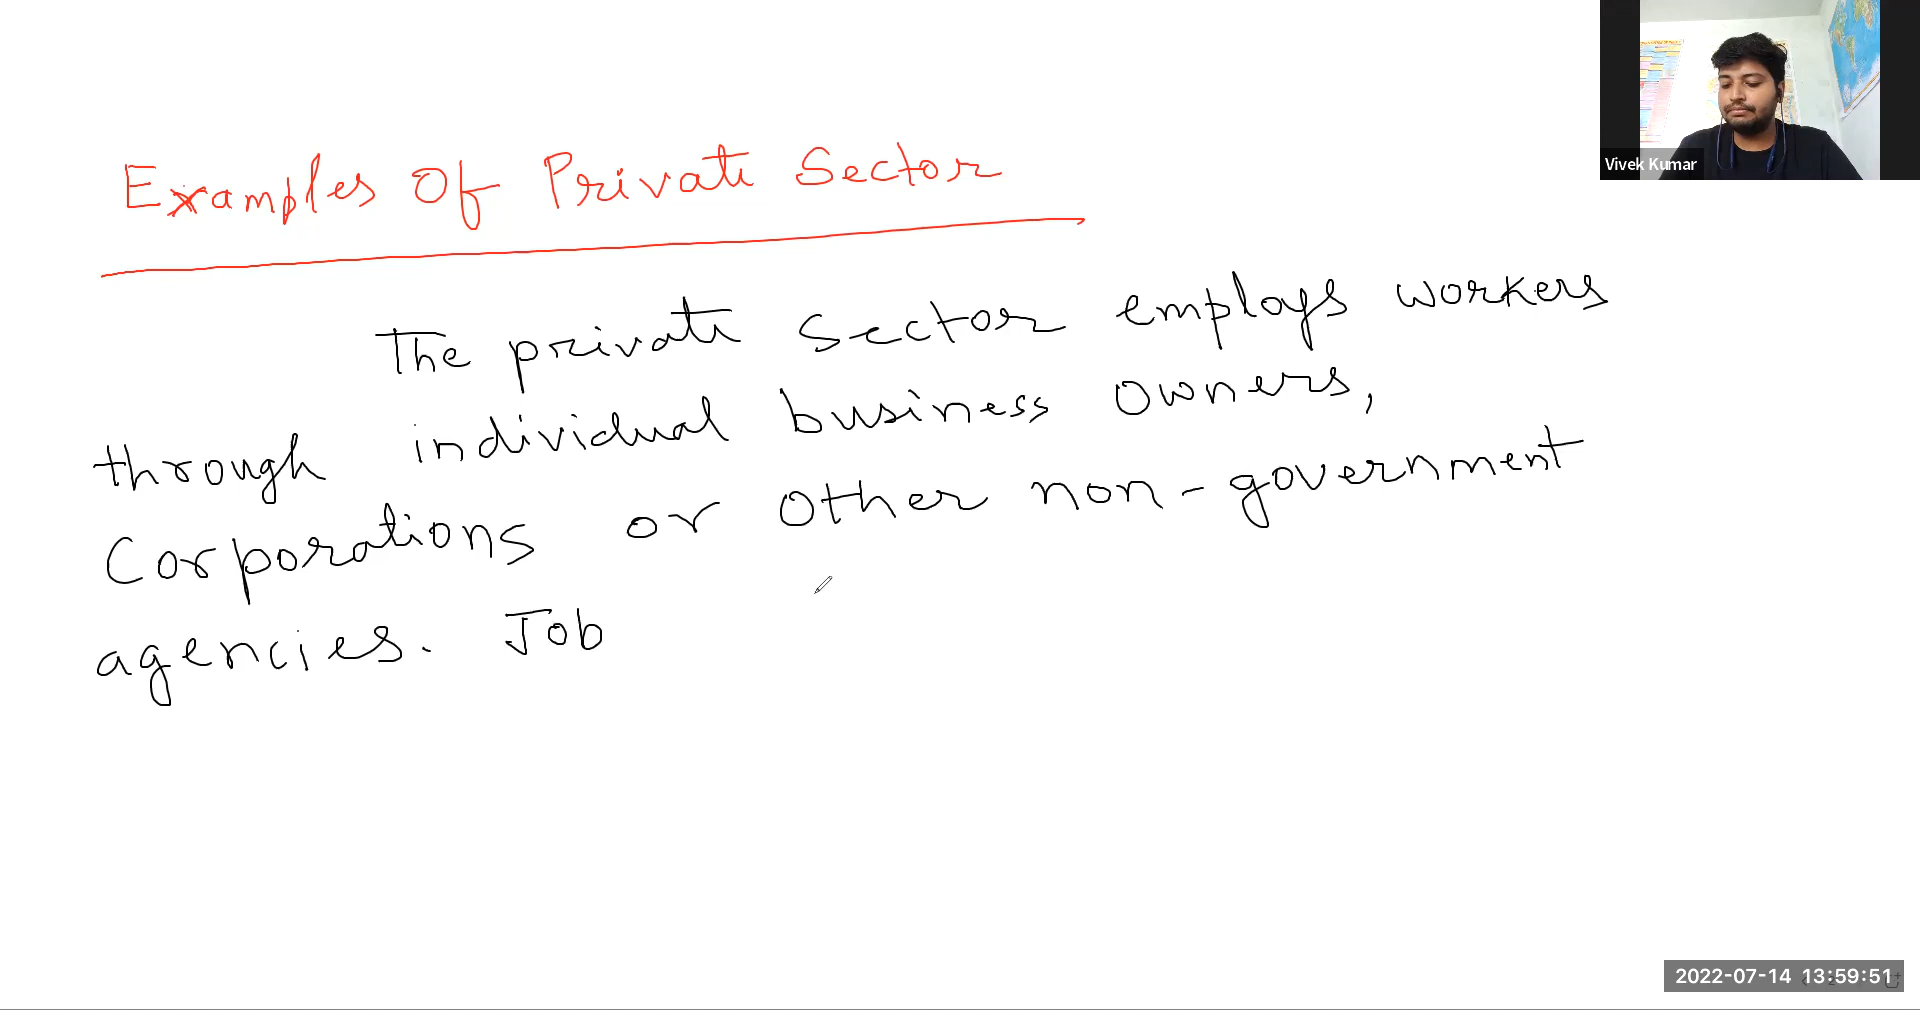 Examples Of Private Sector
The private sector employs workers
through individual business owners,
Corporations or other non-government
agencies. Job
Vivek Kumar
2022-07-14 13:59:51